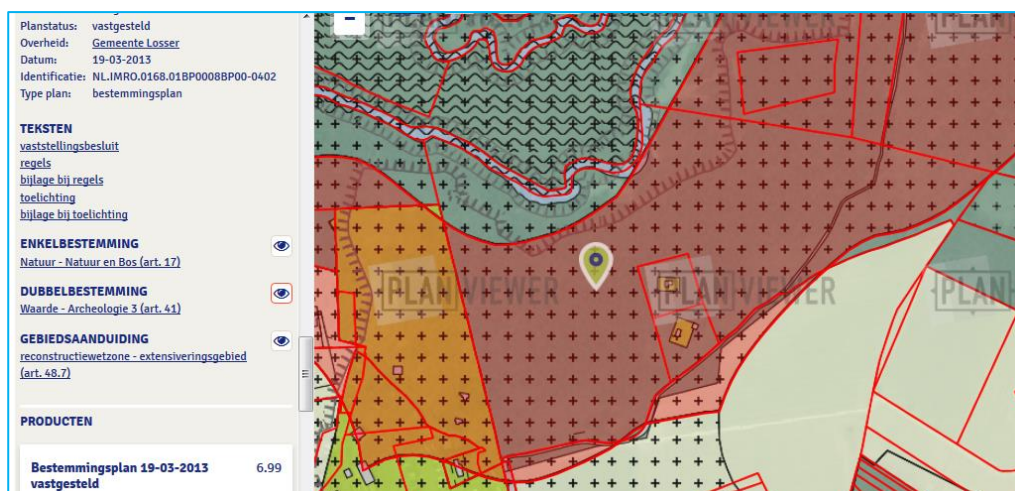 Planstatus: vastgesteld
Overheid: Gemeente Losser
Datum: 19-03-2013
Identificatie: NL.IMRO.0168.01BP0008BP00-0402
Type plan: bestemmingsplan
TEKSTEN
vaststellingsbesluit
regels
bijlage bij regels
toelichting
bijlage bij toelichting
ENKELBESTEMMING
Natuur - Natuur en Bos (art. 17)
DUBBELBESTEMMING
Waarde - Archeologie 3 (art. 41)
GEBIEDSAANDUIDING
reconstructiewetzone - extensiveringsgebied
(art. 48.7)
PRODUCTEN
Bestemmingsplan 19-03-2013 6.99
vastgesteld
PLANVIEWER
PLANVIEWER
PLAN